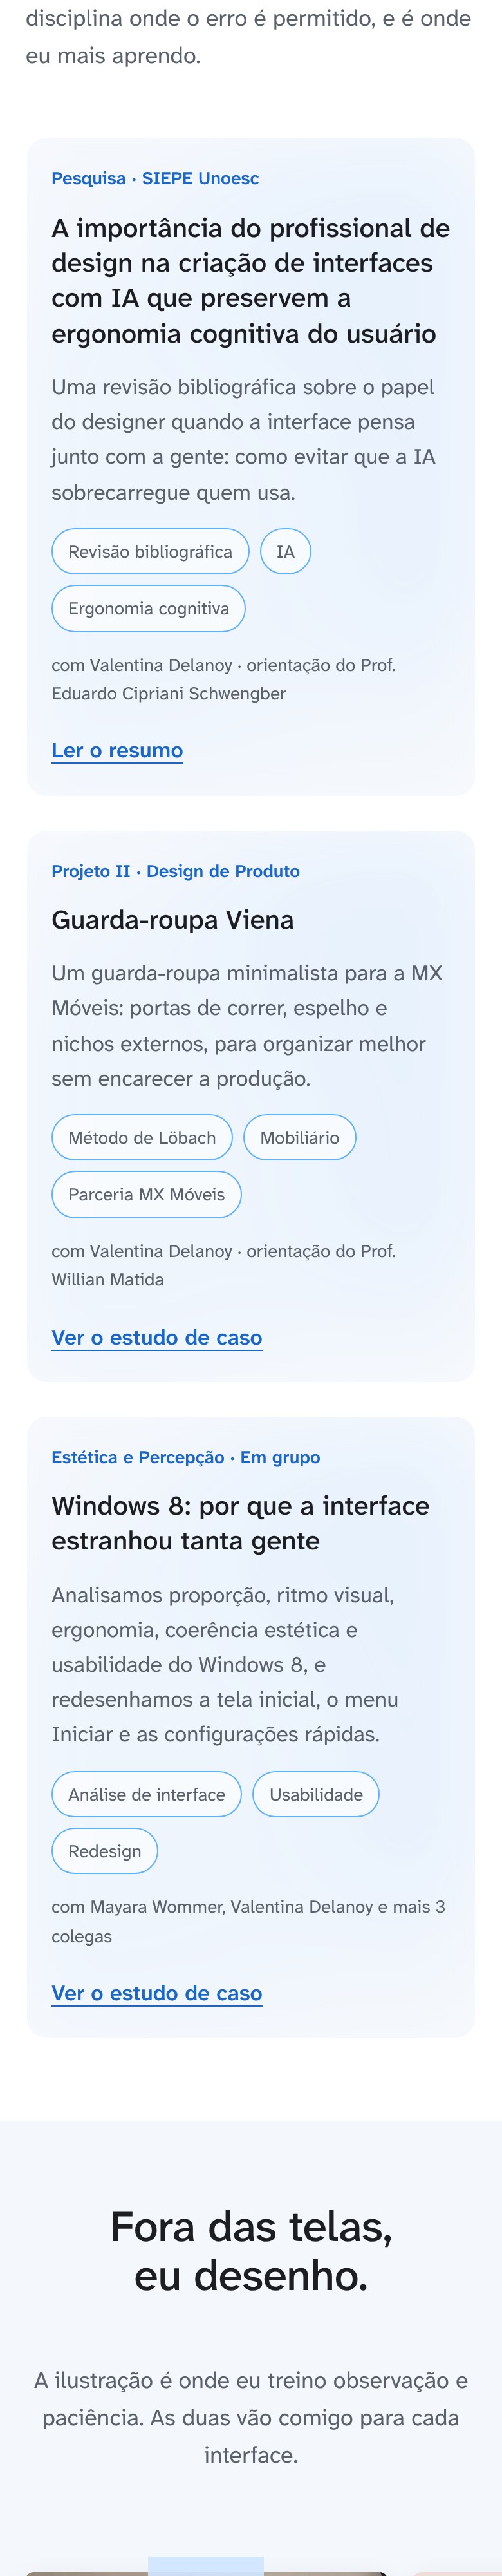 disciplina onde o erro é permitido, e é onde
eu mais aprendo.
Pesquisa · SIEPE Unoesc
A importância do profissional de
design na criação de interfaces
com IA que preservem a
ergonomia cognitiva do usuário
Uma revisão bibliográfica sobre o papel
do designer quando a interface pensa
junto com a gente: como evitar que a IA
sobrecarregue quem usa.
Revisão bibliográfica IA
Ergonomia cognitiva
com Valentina Delanoy · orientação do Prof.
Eduardo Cipriani Schwengber
Ler o resumo
Projeto II · Design de Produto
Guarda-roupa Viena
Um guarda-roupa minimalista para a MX
Móveis: portas de correr, espelho e
nichos externos, para organizar melhor
sem encarecer a produção.
Método de Löbach Mobiliário
Parceria MX Móveis
com Valentina Delanoy · orientação do Prof.
Willian Matida
Ver o estudo de caso
Estética e Percepção · Em grupo
Windows 8: por que a interface
estranhou tanta gente
Analisamos proporção, ritmo visual,
ergonomia, coerência estética e
usabilidade do Windows 8, e
redesenhamos a tela inicial, o menu
Iniciar e as configurações rápidas.
Análise de interface Usabilidade
Redesign
com Mayara Wommer, Valentina Delanoy e mais 3
colegas
Ver o estudo de caso
Fora das telas,
eu desenho.
A ilustração é onde eu treino observação e
paciência. As duas vão comigo para cada
interface.